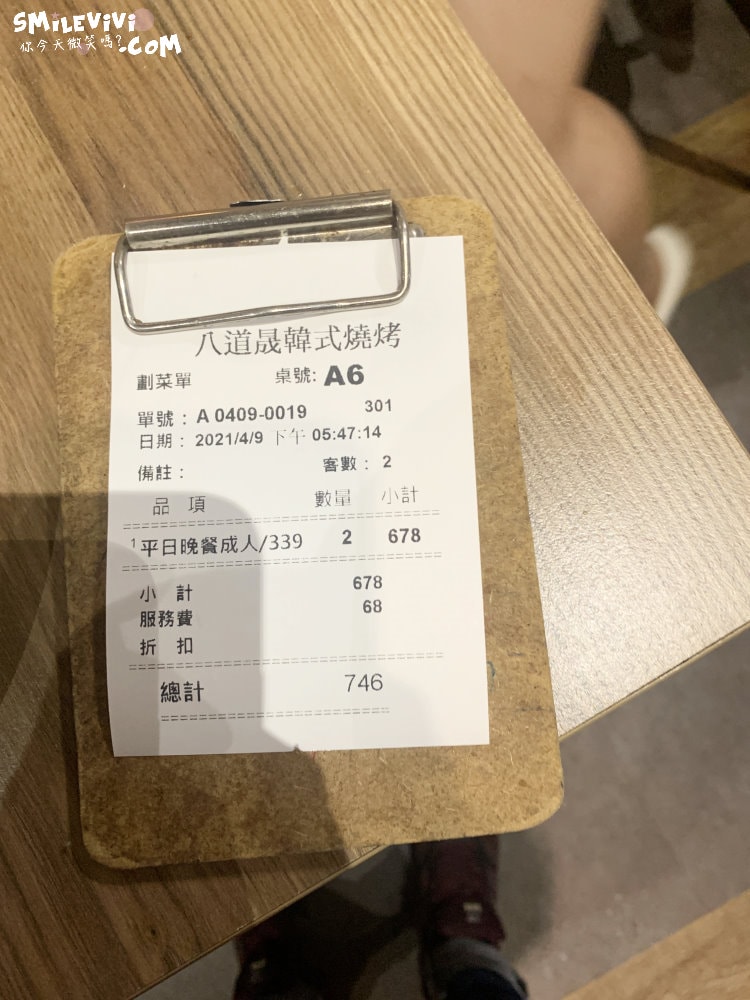 SMiLEViVi
你今天微笑嗎?.COM
八道晟韓式燒烤
劃菜單 桌號: A6
單號： A 0409-0019 301
日期： 2021/4/9 下午 05:47:14
備註： 客數： 2
品 項 數量 小計
1 平日晚餐成人/339 2 678
小 計 678
服務費 68
折 扣
總計 746